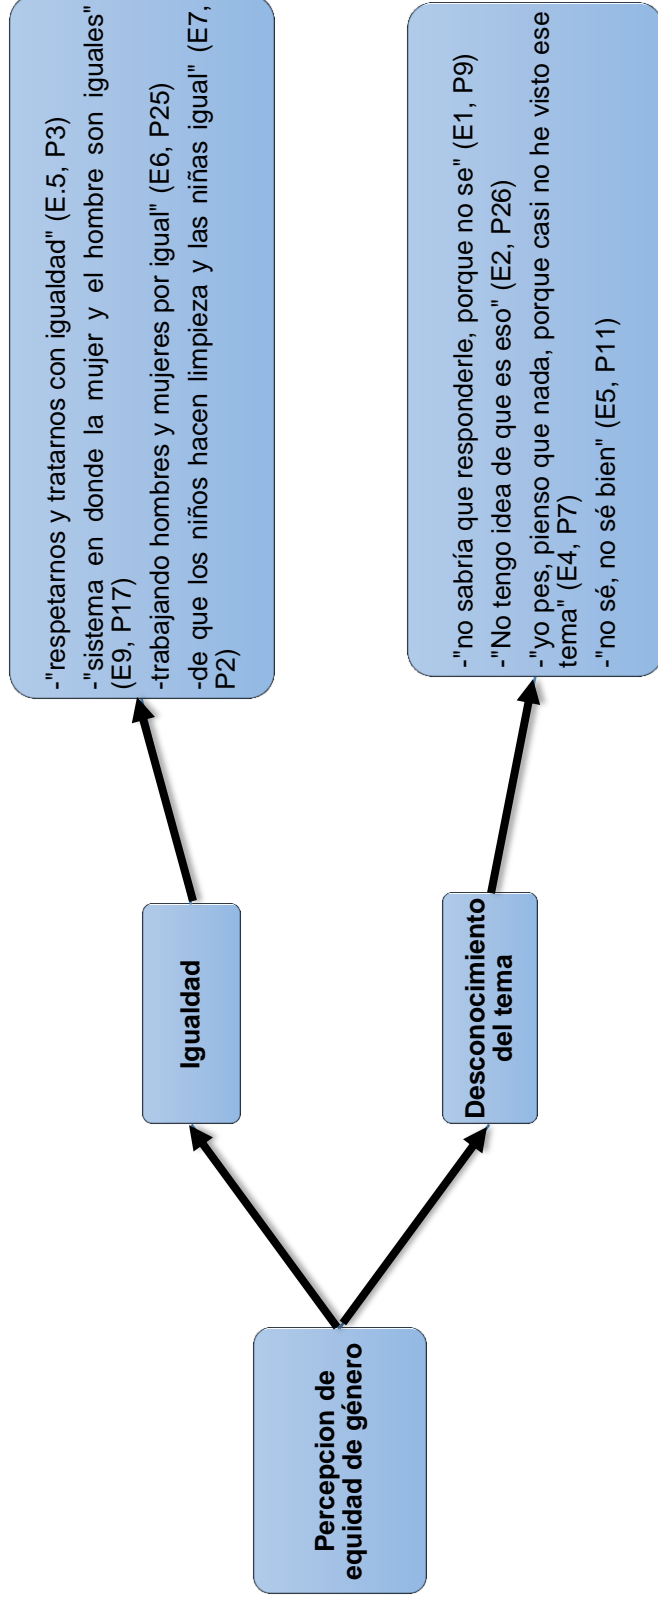 Percepcion de
equidad de género
Igualdad
-"respetarnos y tratarnos con igualdad" (E.5, P3)
-"sistema en donde la mujer y el hombre son iguales"
(E9, P17)
-trabajando hombres y mujeres por igual" (E6, P25)
-de que los niños hacen limpieza y las niñas igual" (E7,
P2)
Desconocimiento
del tema
-"no sabría que responderle, porque no se" (E1, P9)
-"No tengo idea de que es eso" (E2, P26)
-"yo pes, pienso que nada, porque casi no he visto ese
tema" (E4, P7)
-"no sé, no sé bien" (E5, P11)